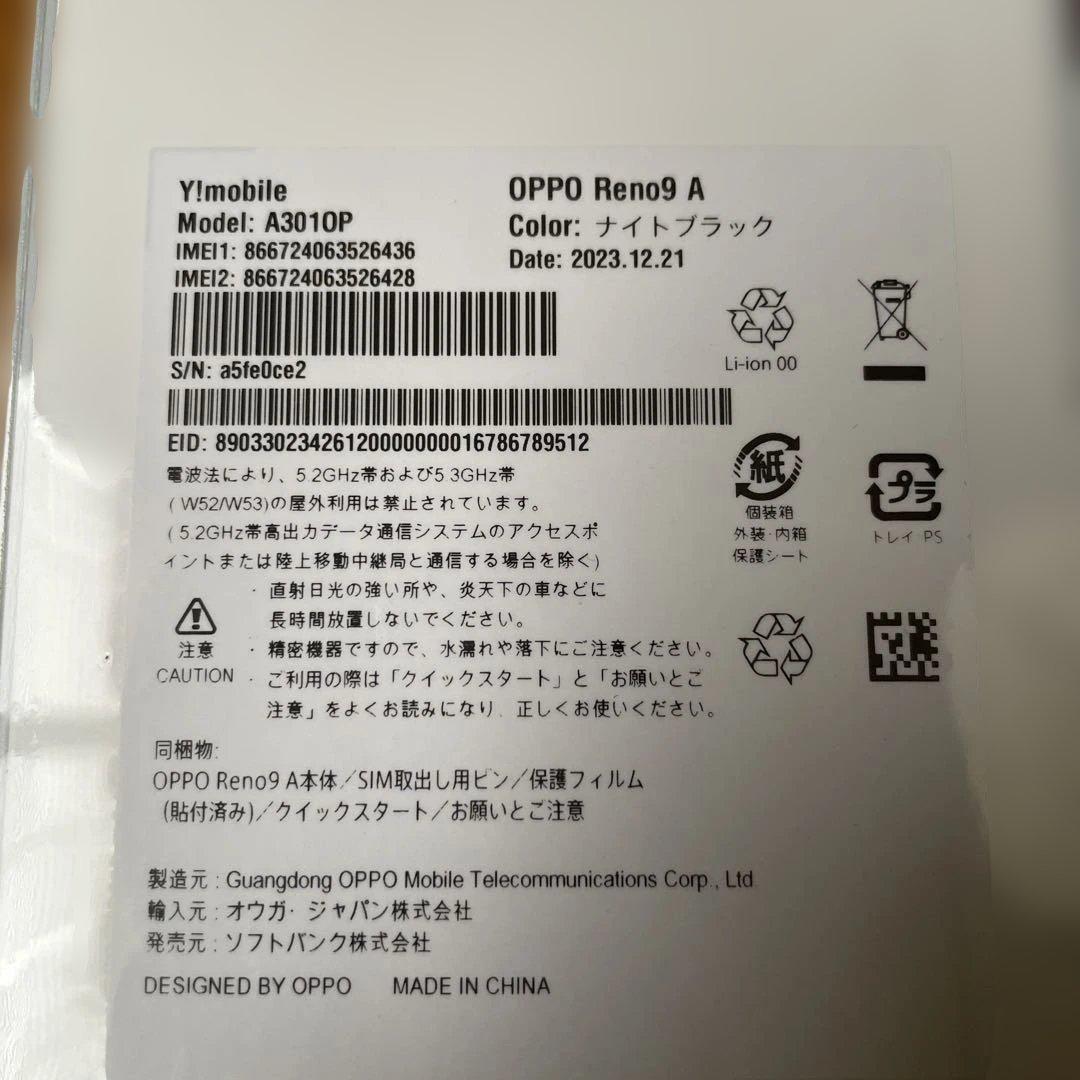 Y!mobile
Model: A301OP
IMEI1: 866724063526436
IMEI2: 866724063526428
OPPO Reno9 A
Color: ナイトブラック
Date: 2023.12.21
Li-ion 00
S/N: a5fe0ce2
EID: 89033023426120000000016786789512
電波法により、5.2GHz帯および5.3GHz帯
(W52/W53)の屋外利用は禁止されています。
(5.2GHz帯高出力データ通信システムのアクセスポ
イントまたは陸上移動中継局と通信する場合を除く)
紙
個装箱
外装・内箱
保護シート
プラ
トレイ PS
注意
CAUTION
・直射日光の強い所や、炎天下の車などに
長時間放置しないでください。
・精密機器ですので、水濡れや落下にご注意ください。
・ご利用の際は「クイックスタート」と「お願いとご
注意」をよくお読みになり、正しくお使いください。
同梱物:
OPPO Reno9 A本体/SIM取出し用ピン/保護フィルム
(貼付済み)/クイックスタート/お願いとご注意
製造元 : Guangdong OPPO Mobile Telecommunications Corp., Ltd
輸入元 : オウガ・ジャパン株式会社
発売元 : ソフトバンク株式会社
DESIGNED BY OPPO MADE IN CHINA